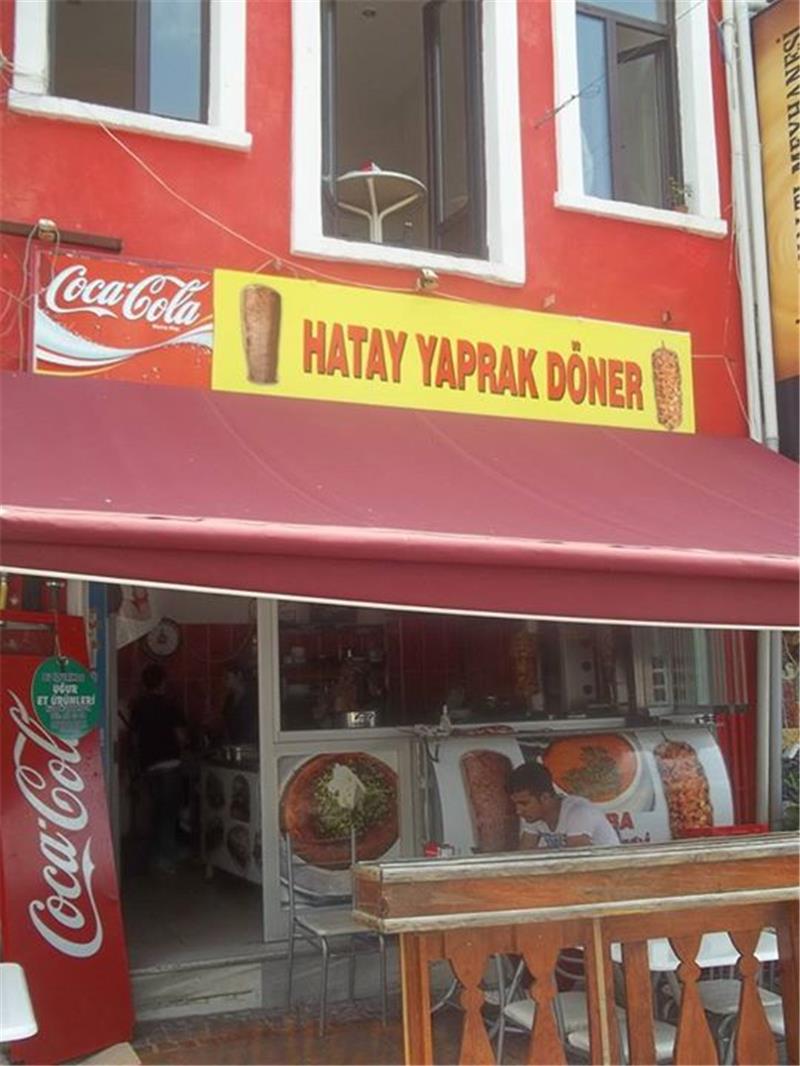 Coca-Cola
HATAY YAPRAK DÖNER
UĞUR
ET ÜRÜNLERİ
Coca-Cola
MEYHANESİ